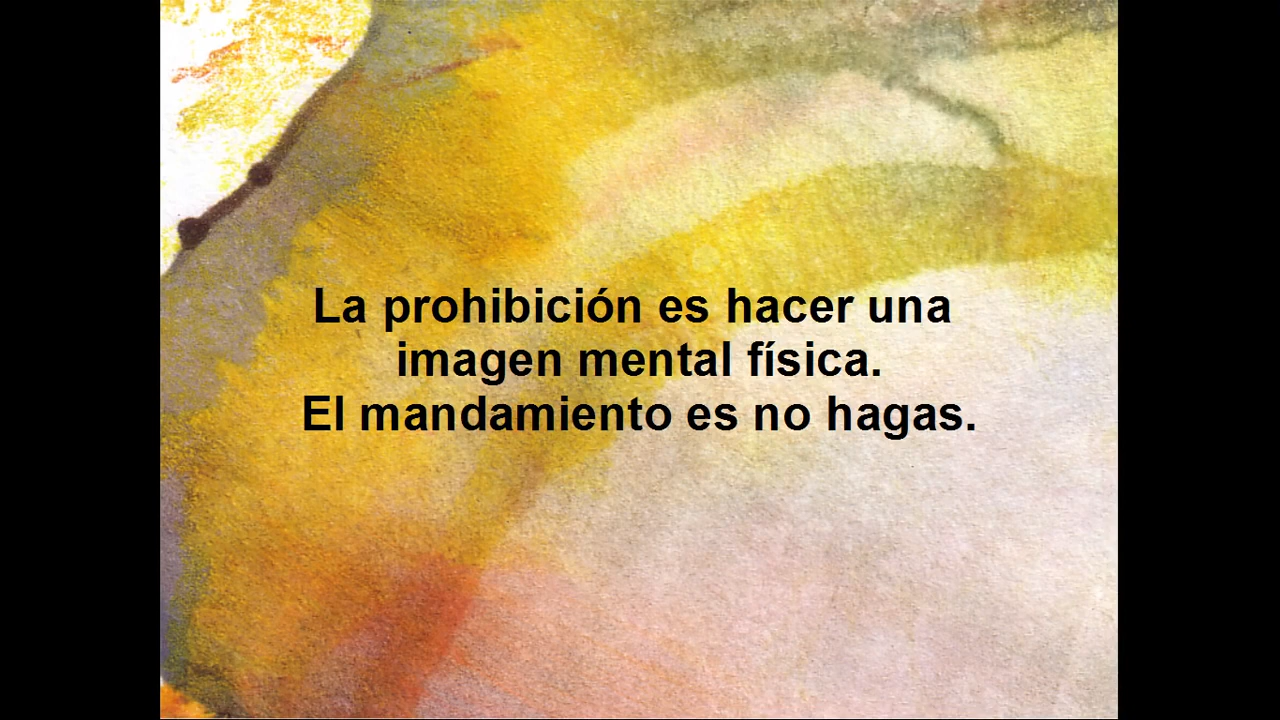 La prohibición es hacer una
imagen mental física.
El mandamiento es no hagas.